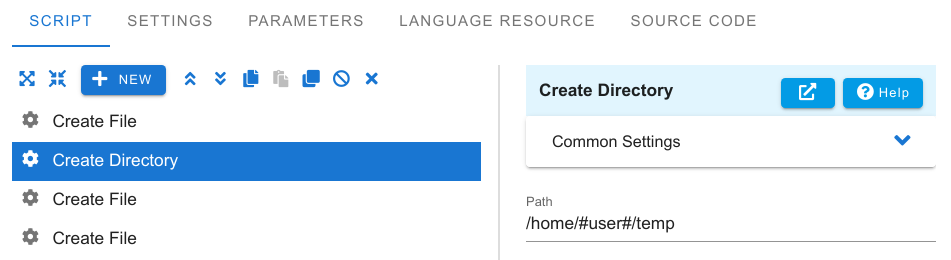 SCRIPT SETTINGS PARAMETERS LANGUAGE RESOURCE SOURCE CODE
NEW
Create File
Create Directory
Create File
Create File
Create Directory
Help
Common Settings
Path
/home/#user#/temp